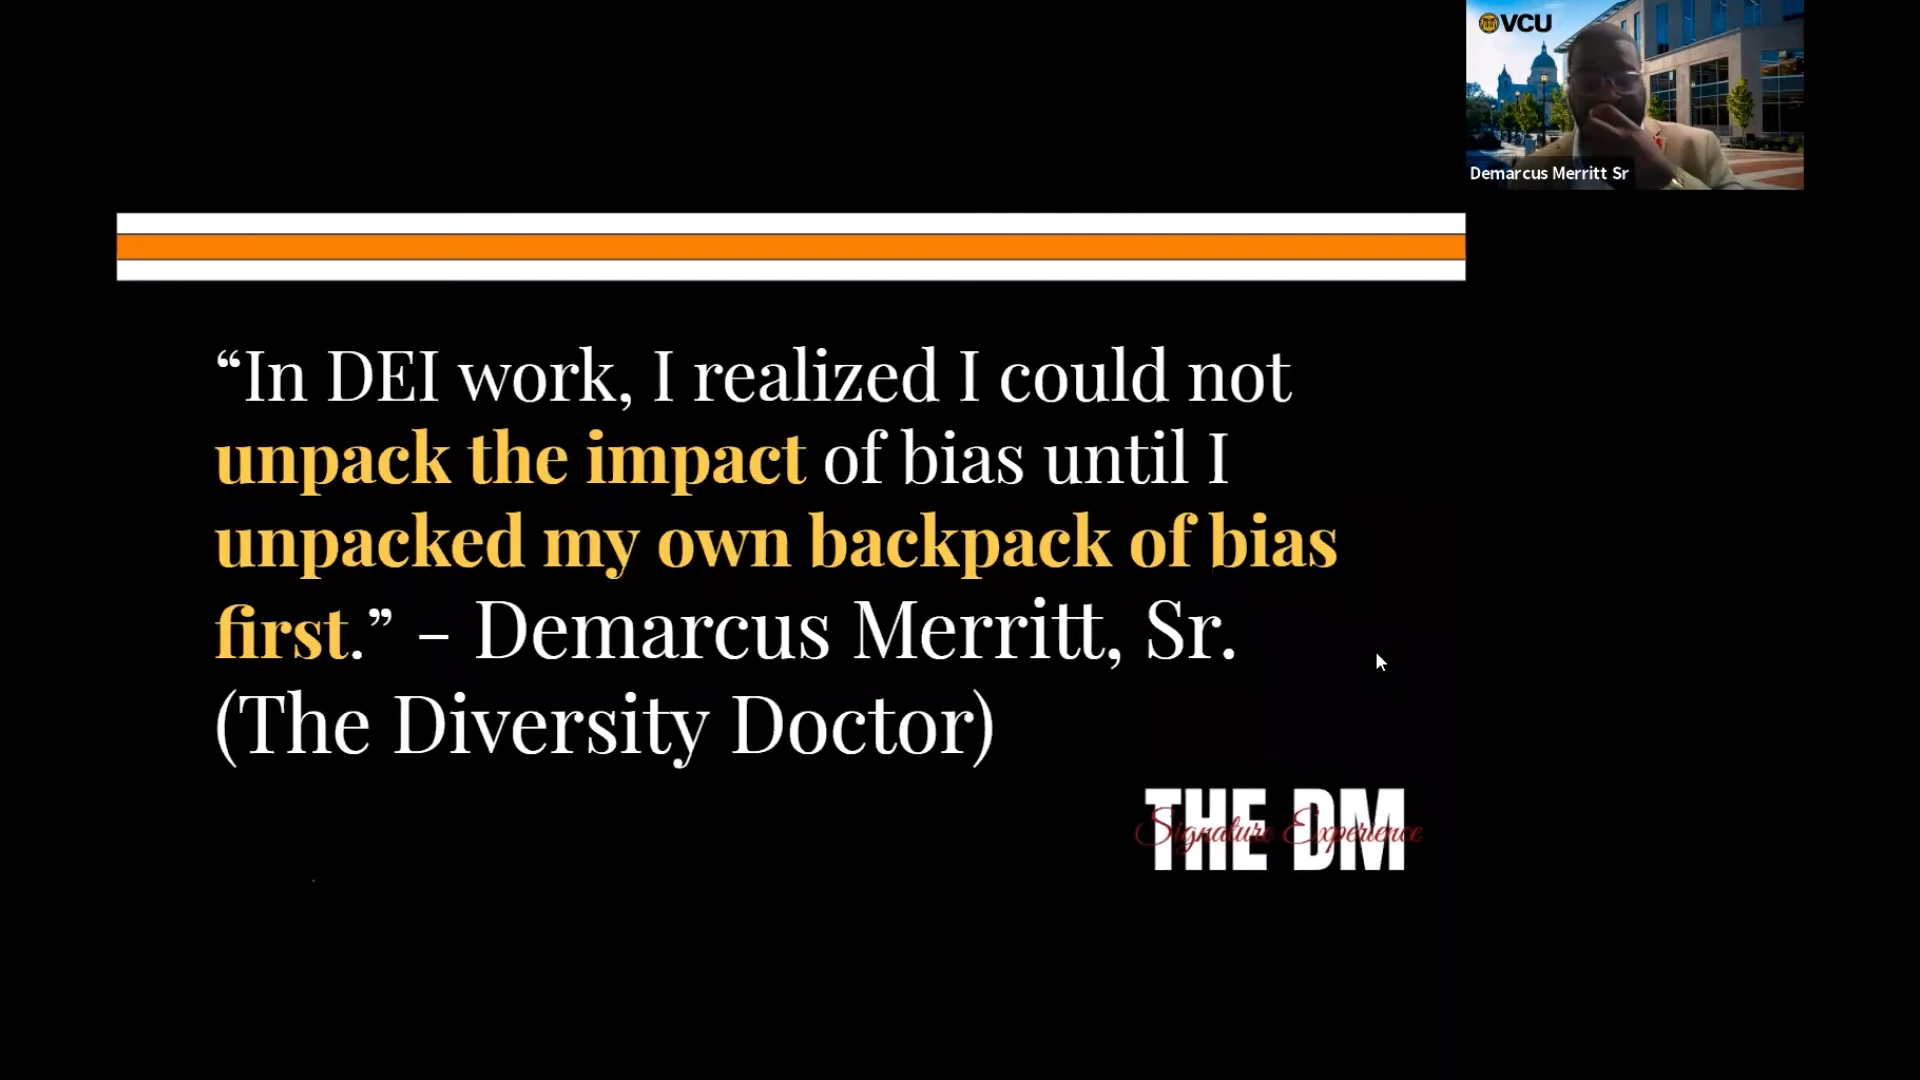 VCU
Demarcus Merritt Sr
“In DEI work, I realized I could not
unpack the impact of bias until I
unpacked my own backpack of bias
first.” – Demarcus Merritt, Sr.
(The Diversity Doctor)
THE DM
Signature Experience